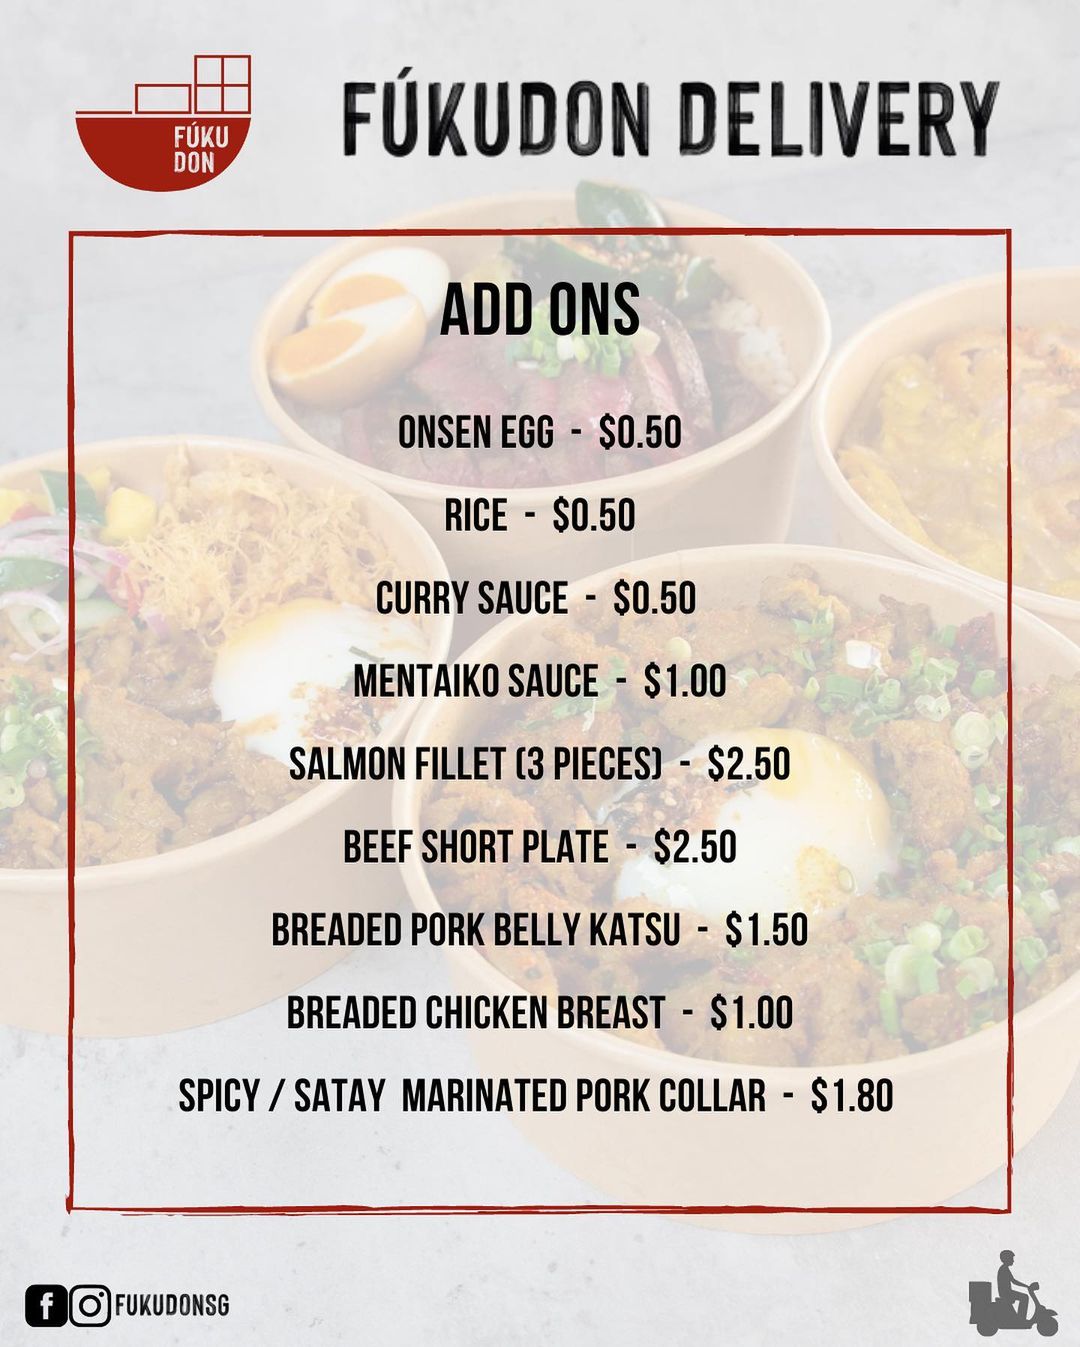 FÚKU
DON
FÚKUDON DELIVERY
ADD ONS
ONSEN EGG - $0.50
RICE - $0.50
CURRY SAUCE - $0.50
MENTAIKO SAUCE - $1.00
SALMON FILLET (3 PIECES) - $2.50
BEEF SHORT PLATE - $2.50
BREADED PORK BELLY KATSU - $1.50
BREADED CHICKEN BREAST - $1.00
SPICY / SATAY MARINATED PORK COLLAR - $1.80
FUKUDONSG